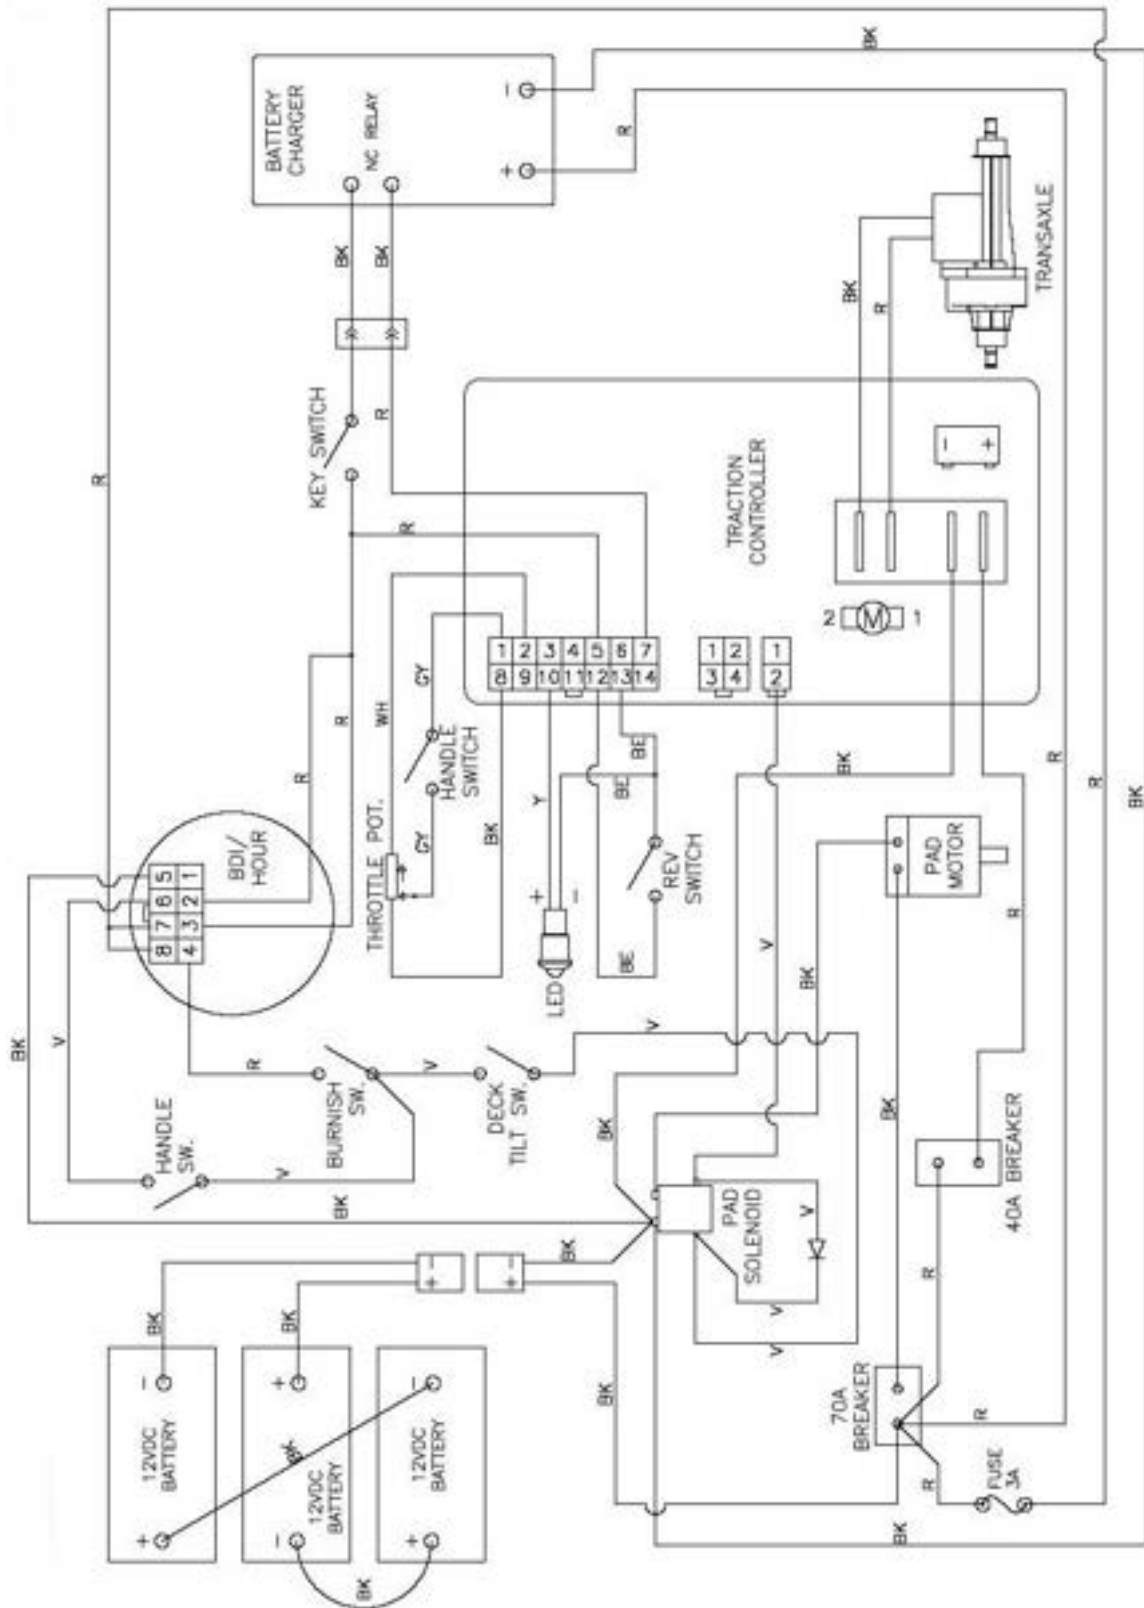 BATTERY
CHARGER
NC RELAY
-
+
BK
R
BK
BK
KEY SWITCH
R
R
R
BK
R
TRANSAXLE
TRACTION
CONTROLLER
-
+
2
M
1
1 2 3 4 5 6 7
8 9 10 11 12 13 14
1 2
3 4
1
2
BDI/
HOUR
5 6 7 8
1 2 3 4
R
R
WH
GY
THROTTLE POT.
GY
HANDLE
SWITCH
BK
Y
+
-
LED
BE
BE
BE
REV
SWITCH
V
BK
PAD
MOTOR
R
R
R
BK
BK
V
HANDLE
SW.
R
BURNISH
SW.
V
V
DECK
TILT SW.
V
BK
BK
BK
BK
40A BREAKER
BK
BK
PAD
SOLENOID
V
V
V
R
+ -
+ -
BK
BK
12VDC
BATTERY
- +
12VDC
BATTERY
+ -
12VDC
BATTERY
- +
BK
BK
BK
70A
BREAKER
R
R
FUSE
3A
BK